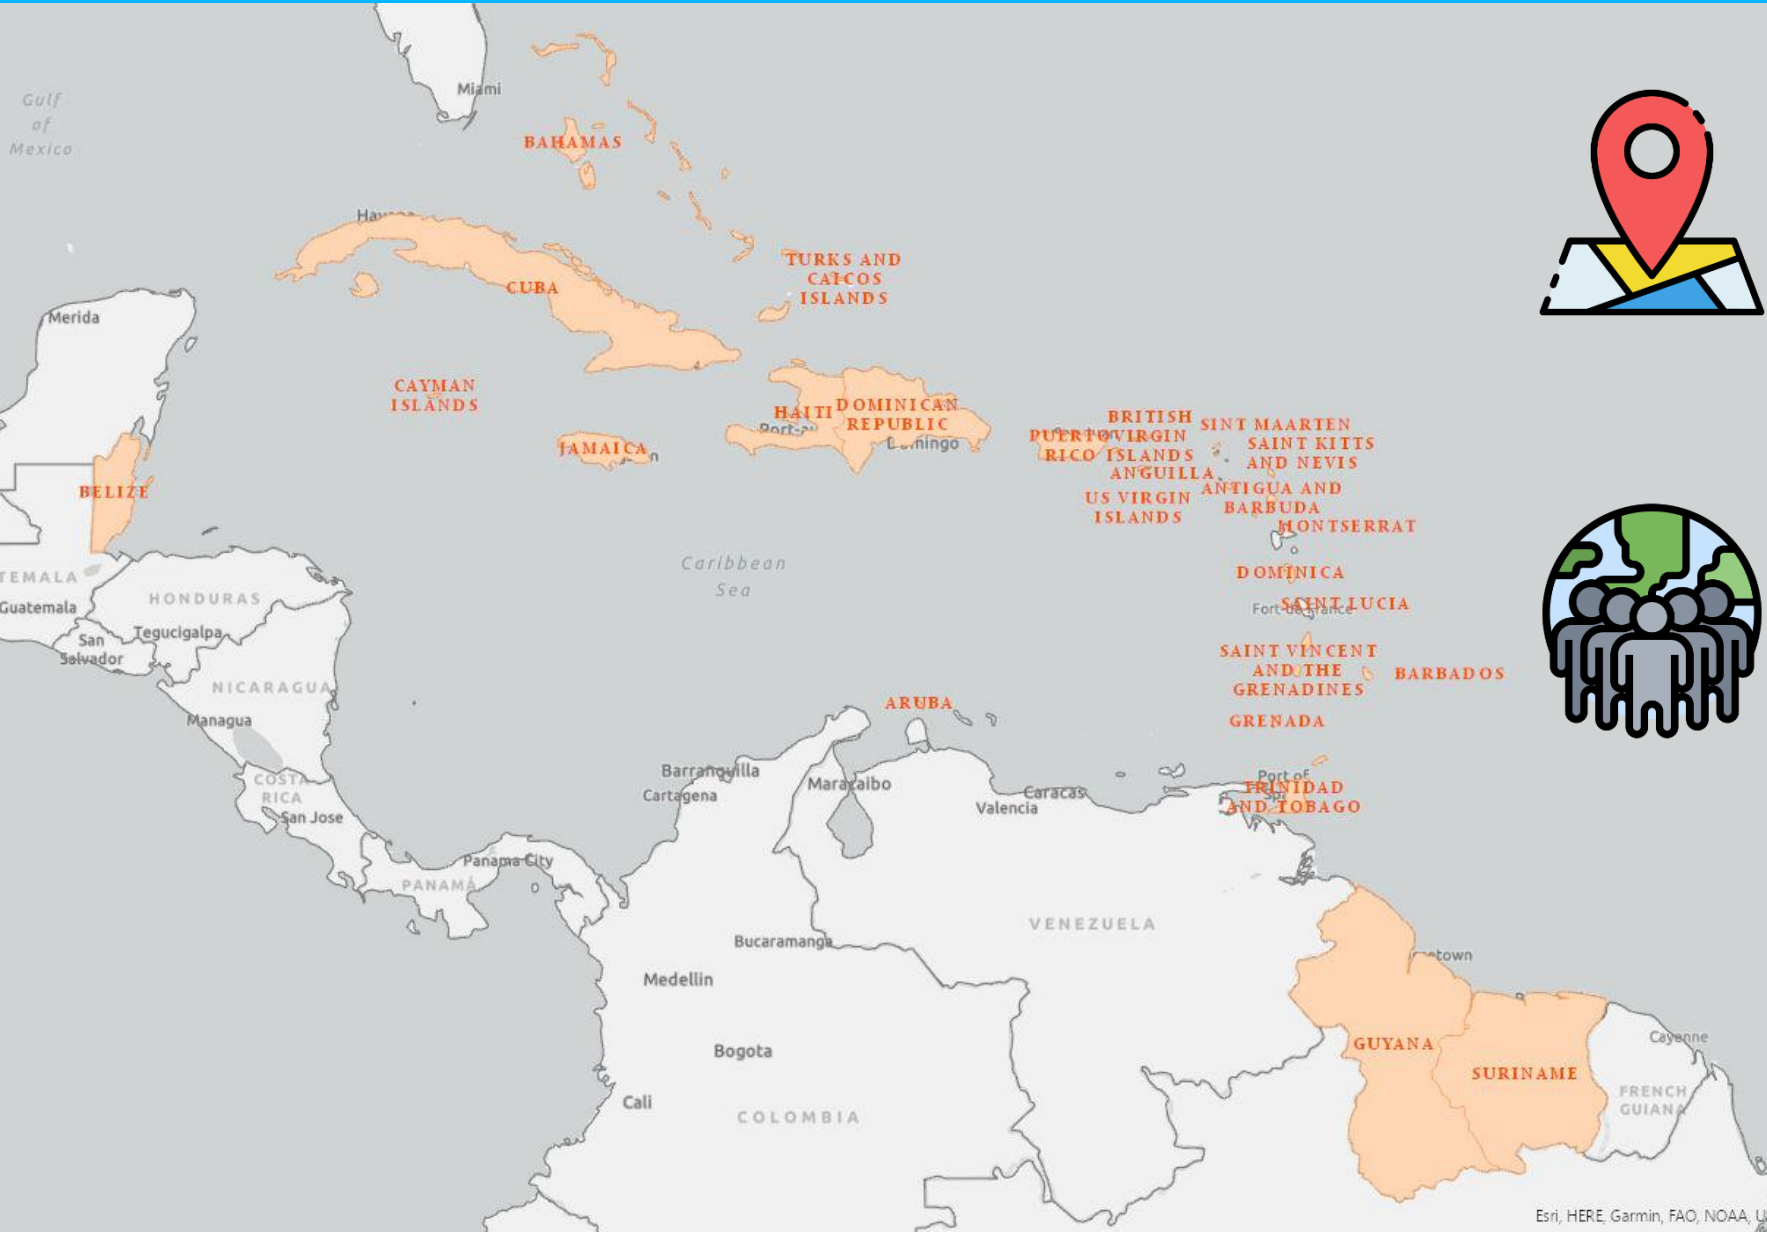 Miami
Gulf
of
Mexico
BAHAMAS
TURKS AND
CAICOS
ISLANDS
CUBA
Merida
CAYMAN
ISLANDS
HAITI
DOMINICAN
REPUBLIC
JAMAICA
BRITISH
VIRGIN
ISLANDS
PUERTO
RICO
SINT MAARTEN
SAINT KITTS
AND NEVIS
ANGUILLA
US VIRGIN
ISLANDS
ANTIGUA AND
BARBUDA
MONTSERRAT
BELIZE
Caribbean
Sea
DOMINICA
SAINT LUCIA
HONDURAS
Guatemala
Tegucigalpa
San
Salvador
NICARAGUA
Managua
SAINT VINCENT
AND THE
GRENADINES
BARBADOS
GRENADA
ARUBA
COSTA
RICA
San Jose
Barranquilla
Cartagena
Maracaibo
Valencia
Caracas
Port of
TRINIDAD
AND TOBAGO
Panama City
PANAMÁ
VENEZUELA
Bucaramanga
Medellin
Bogota
Cali
COLOMBIA
GUYANA
SURINAME
Cayenne
FRENCH
GUIANA
Esri, HERE, Garmin, FAO, NOAA,